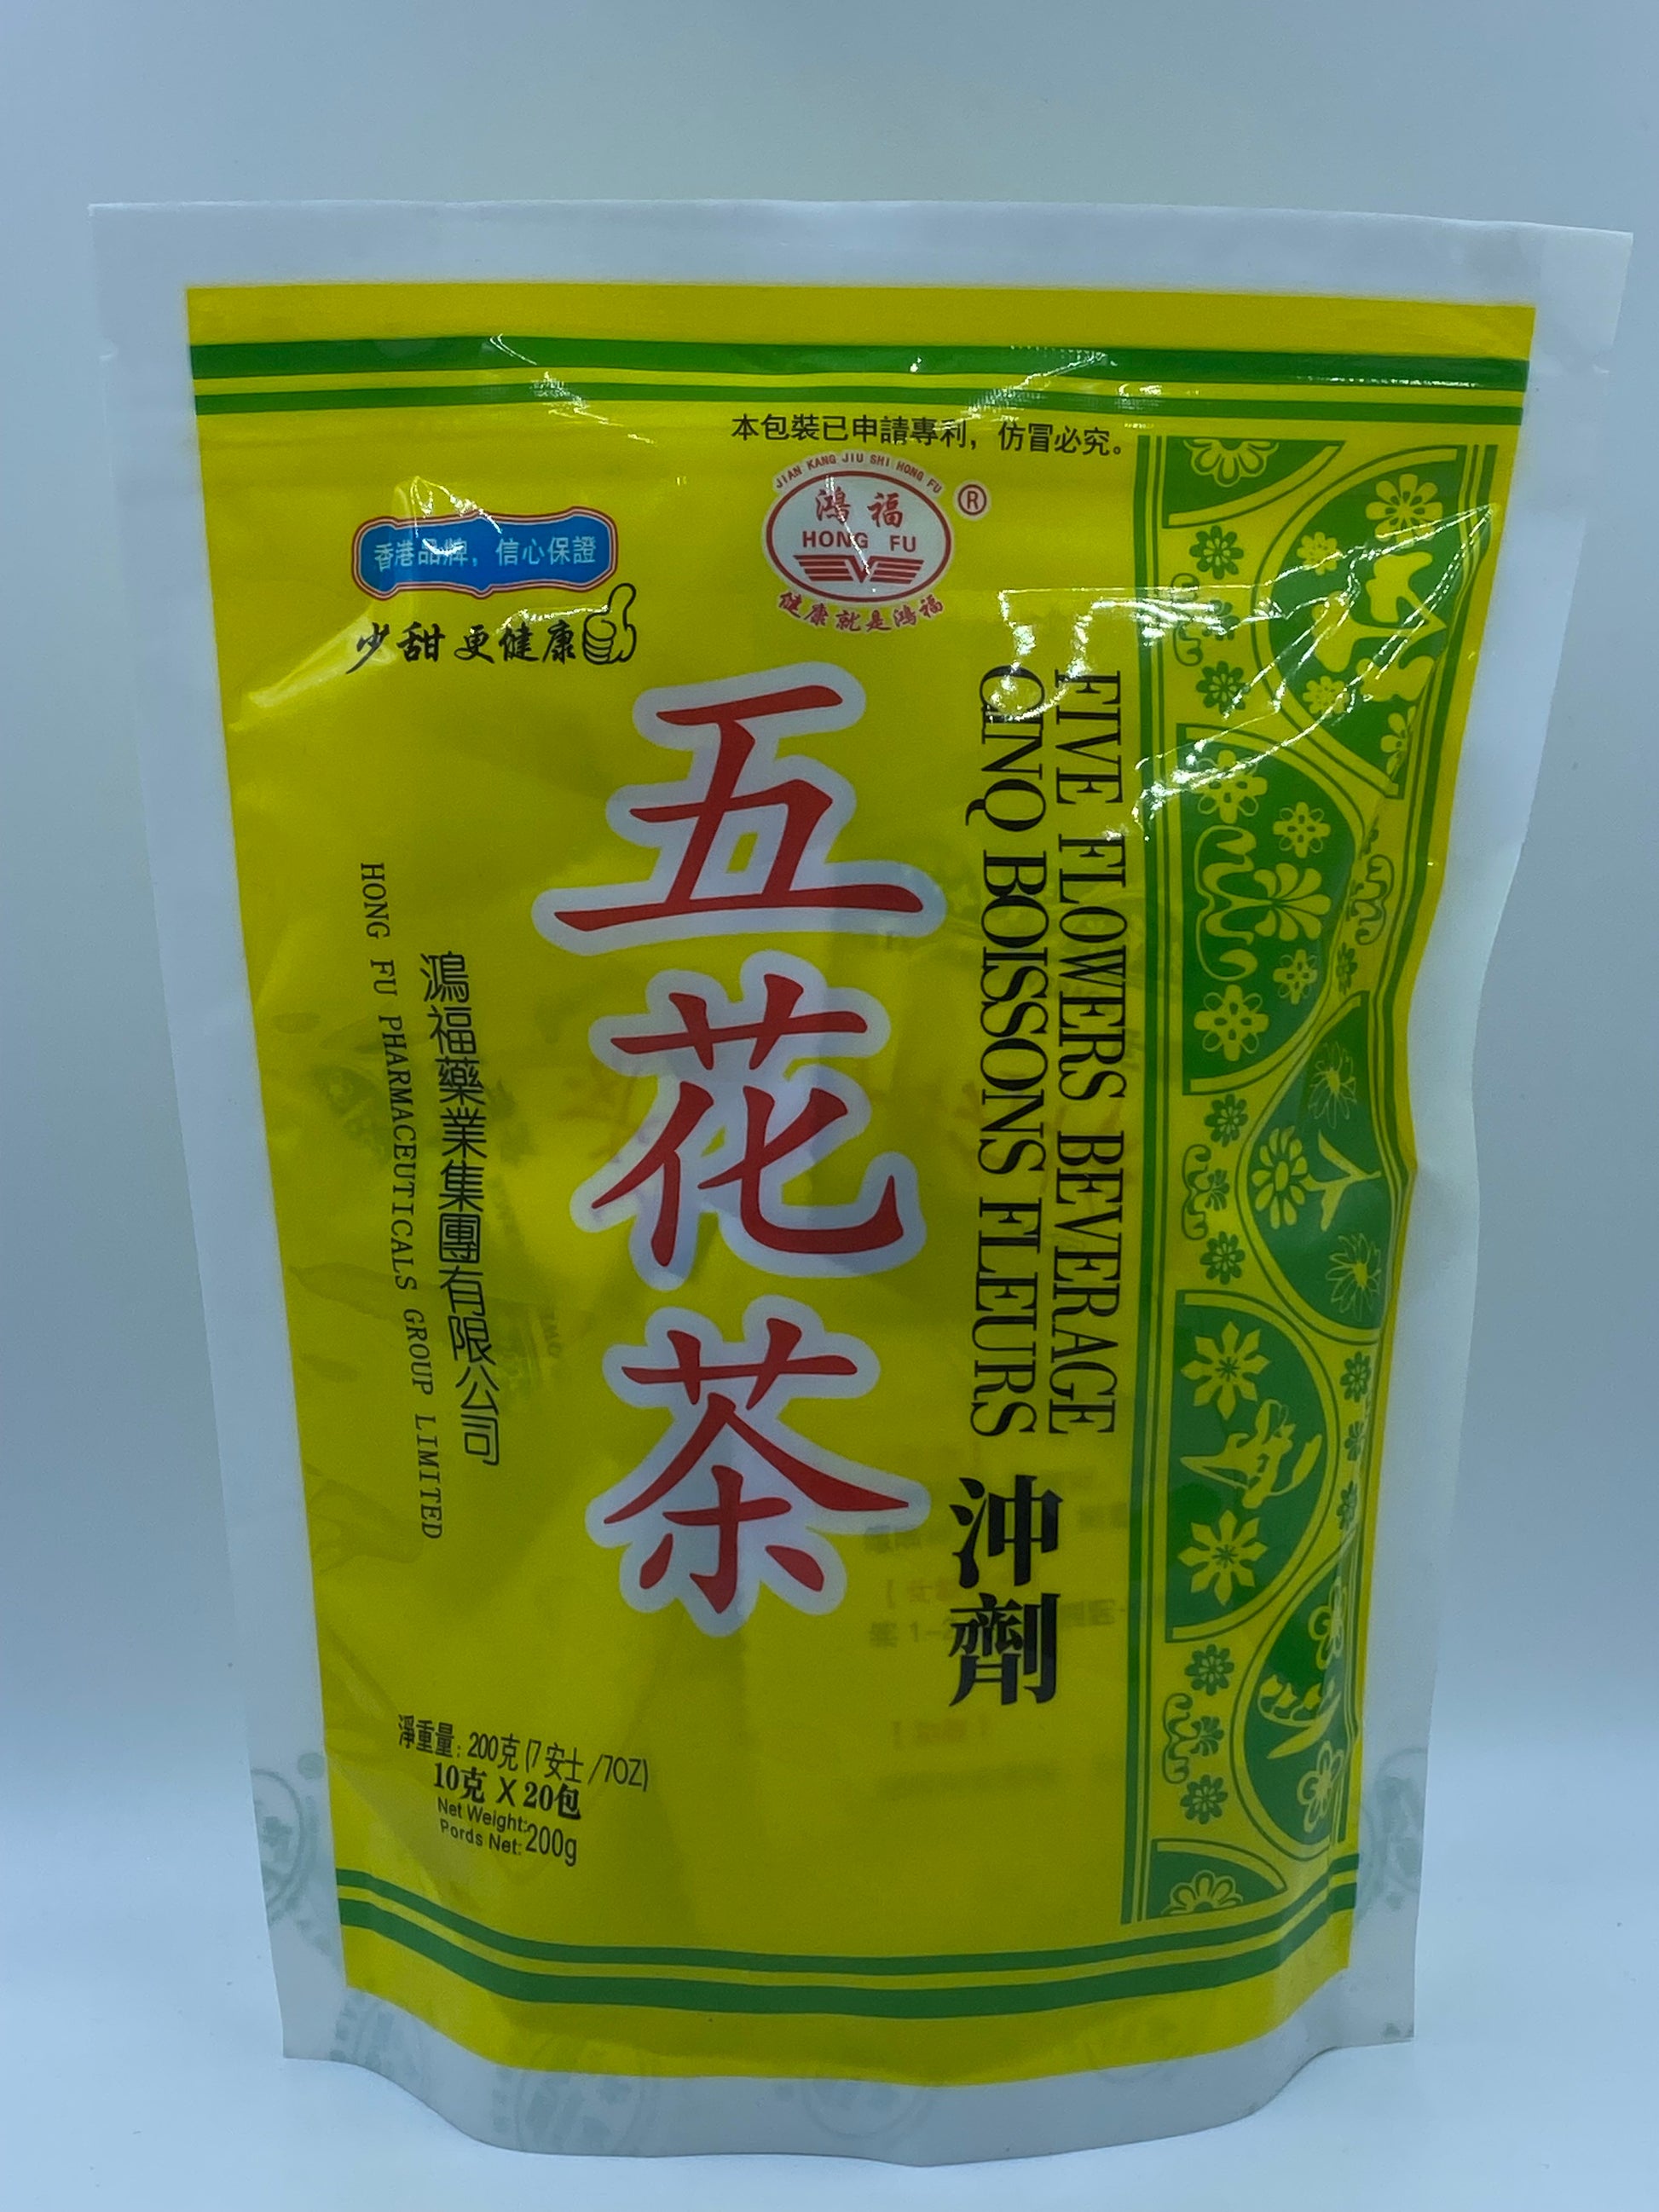 本包裝已申請專利，仿冒必究。
JIAN KANG JIU SHI HONG FU
鴻福
HONG FU
®
健康就是鴻福
香港品牌，信心保證
少甜更健康
FIVE FLOWERS BEVERAGE
CINQ BOISSONS FLEURS
沖劑
五花茶
鴻福藥業集團有限公司
HONG FU PHARMACEUTICALS GROUP LIMITED
淨重量：200克(7安士/7OZ)
10克 X 20包
Net Weight:
Pords Net:
200g